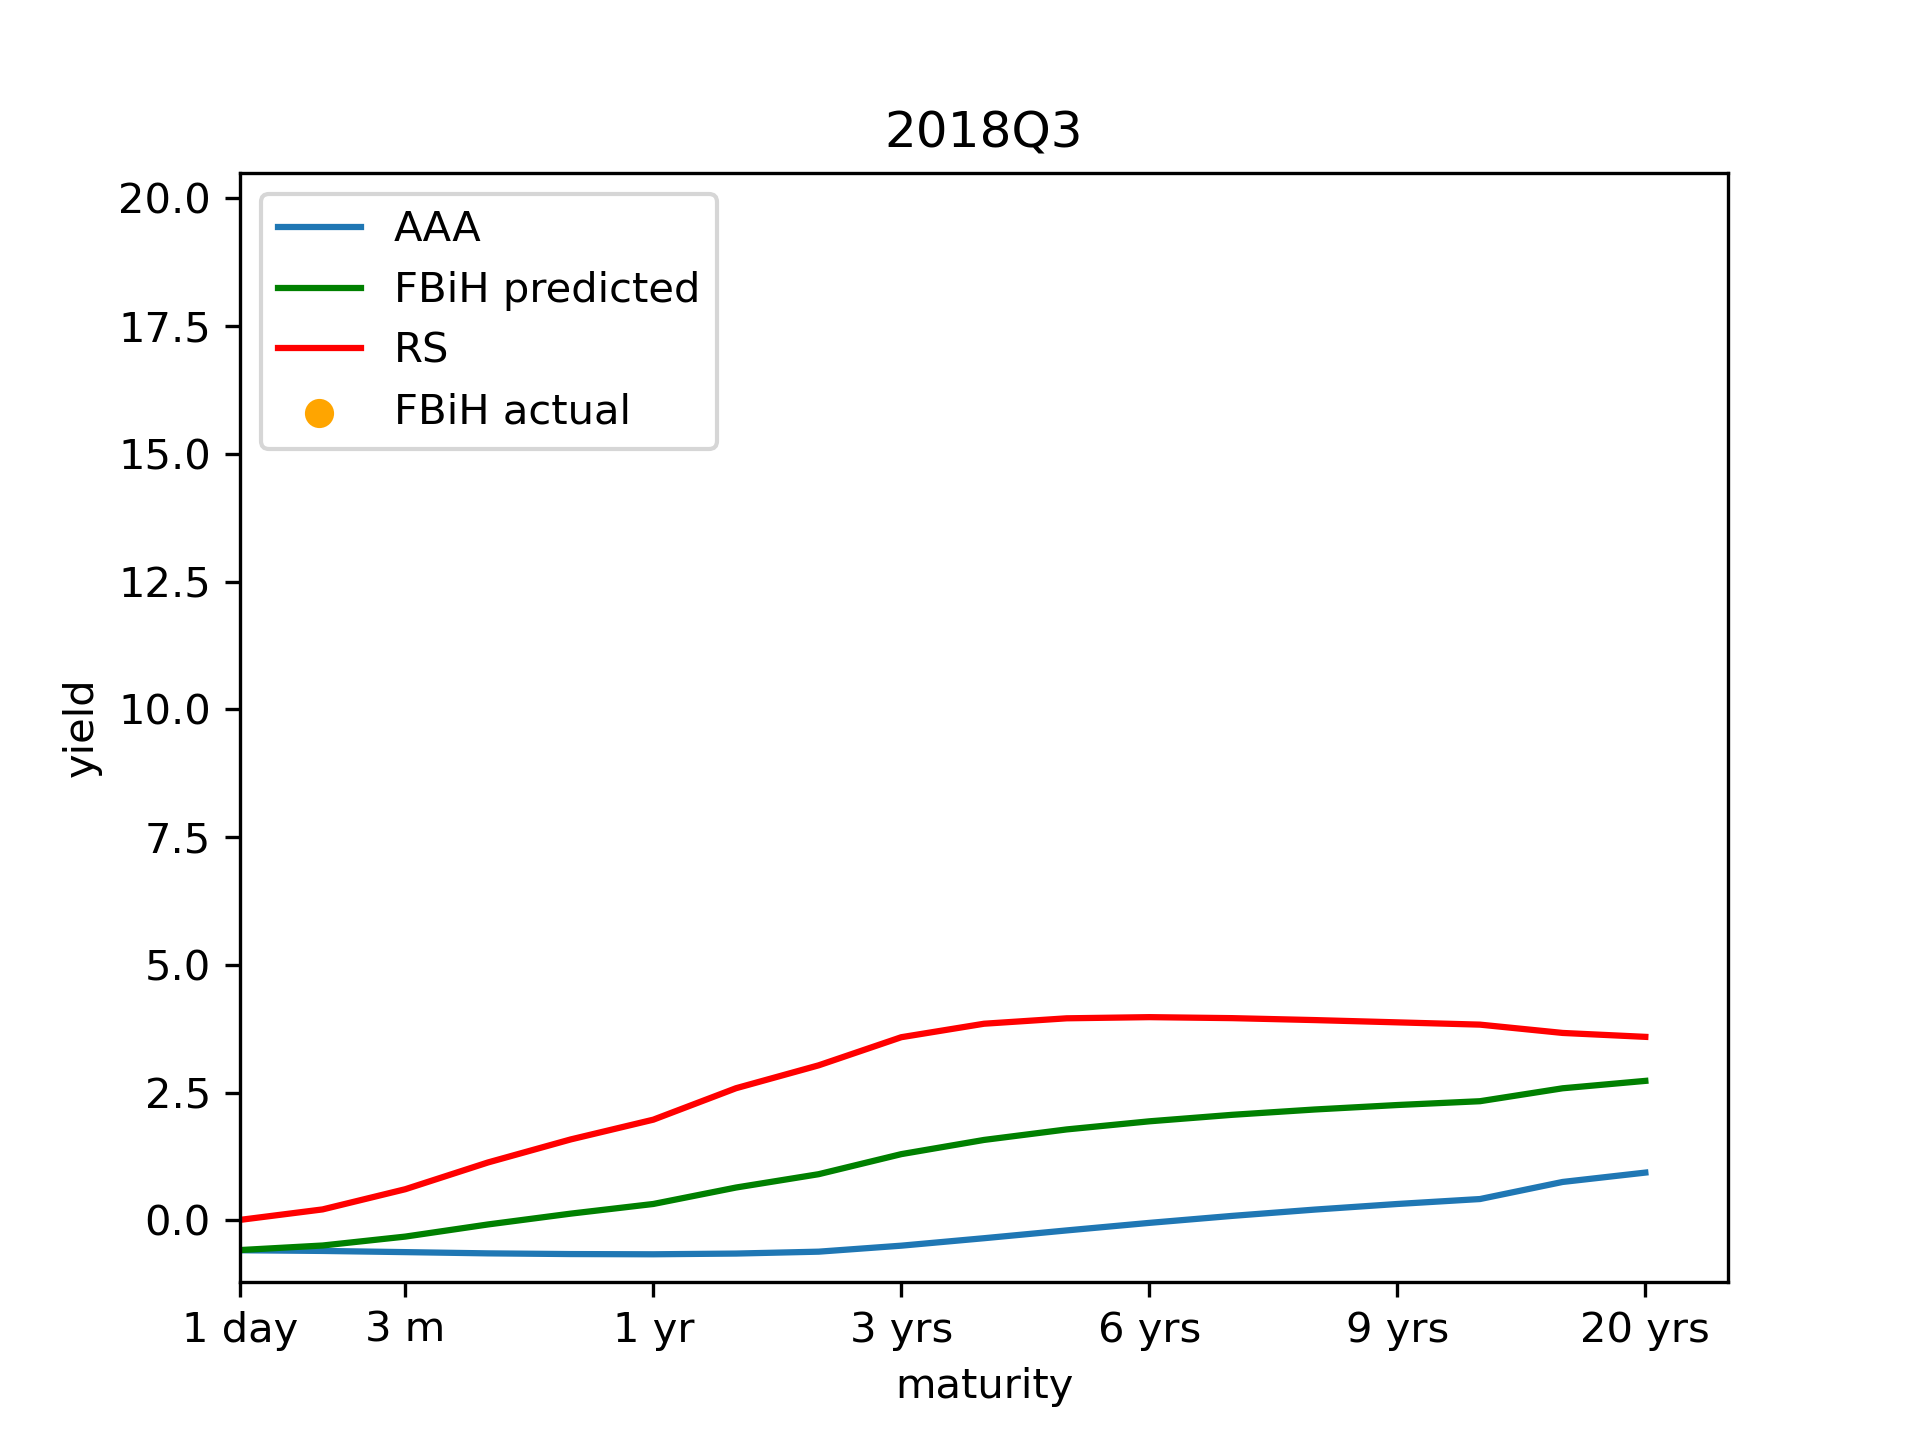 2018Q3
20.0
17.5
15.0
12.5
10.0
7.5
5.0
2.5
0.0
yield
AAA
FBiH predicted
RS
FBiH actual
1 day 3 m 1 yr 3 yrs 6 yrs 9 yrs 20 yrs
maturity